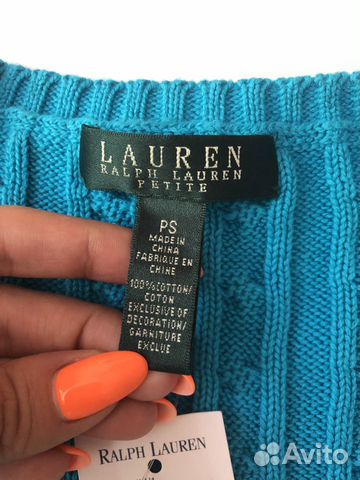 LAUREN
RALPH LAUREN
PETITE
PS
MADE IN
CHINA
FABRIQUE EN
CHINE
100%COTTON/
COTON
EXCLUSIVE OF
DECORATION/
GARNITURE
EXCLUE
RALPH LAUREN
Avito